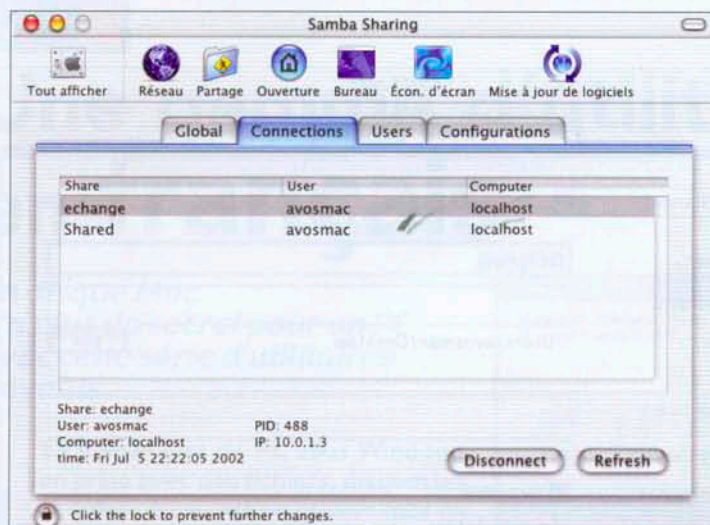 Samba Sharing
Tout afficher Réseau Partage Ouverture Bureau Écon. d'écran Mise à jour de logiciels
Global Connections Users Configurations
Share User Computer
echange avosmac localhost
Shared avosmac localhost
Share: echange
User: avosmac PID: 488
Computer: localhost IP: 10.0.1.3
time: Fri Jul 5 22:22:05 2002
Disconnect Refresh
Click the lock to prevent further changes.